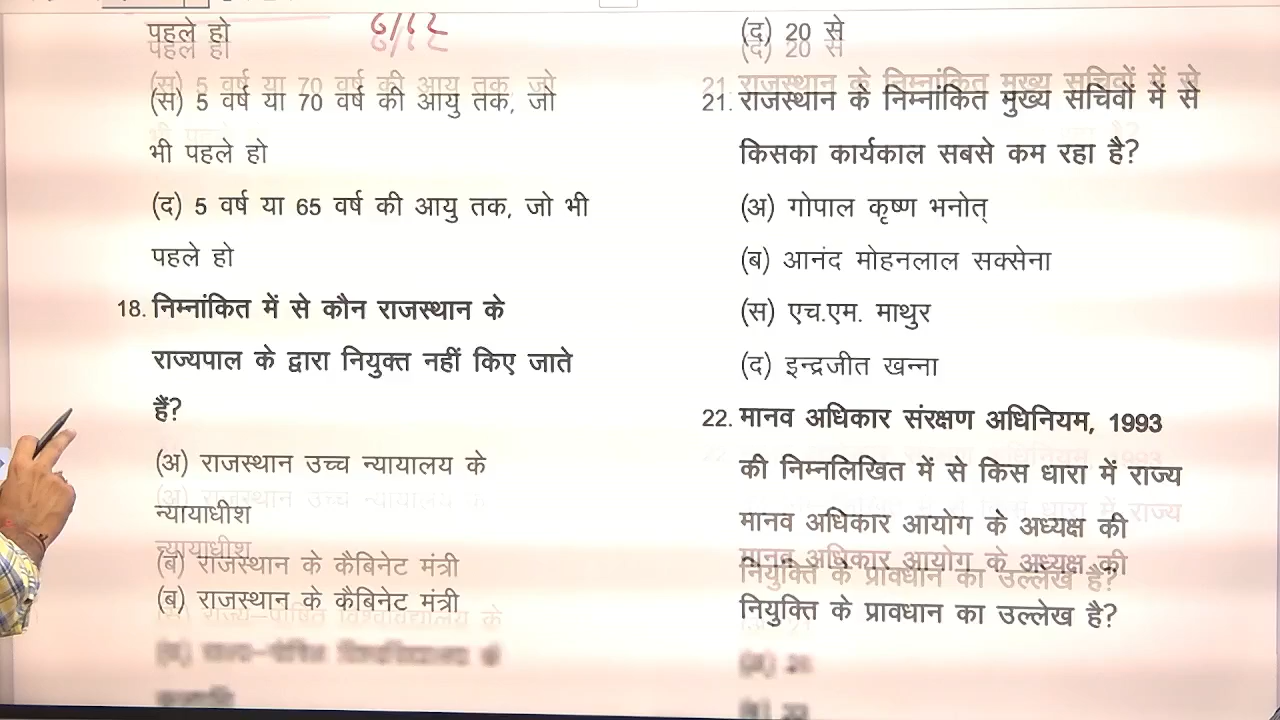 पहले हो
6/62
(स) 5 वर्ष या 70 वर्ष की आयु तक, जो
भी पहले हो
(द) 5 वर्ष या 65 वर्ष की आयु तक, जो भी
पहले हो
18. निम्नांकित में से कौन राजस्थान के
राज्यपाल के द्वारा नियुक्त नहीं किए जाते
हैं?
(अ) राजस्थान उच्च न्यायालय के
न्यायाधीश
(ब) राजस्थान के कैबिनेट मंत्री
(द) 20 से
21. राजस्थान के निम्नांकित मुख्य सचिवों में से
किसका कार्यकाल सबसे कम रहा है?
(अ) गोपाल कृष्ण भनोत्
(ब) आनंद मोहनलाल सक्सेना
(स) एच.एम. माथुर
(द) इन्द्रजीत खन्ना
22. मानव अधिकार संरक्षण अधिनियम, 1993
की निम्नलिखित में से किस धारा में राज्य
मानव अधिकार आयोग के अध्यक्ष की
नियुक्ति के प्रावधान का उल्लेख है?